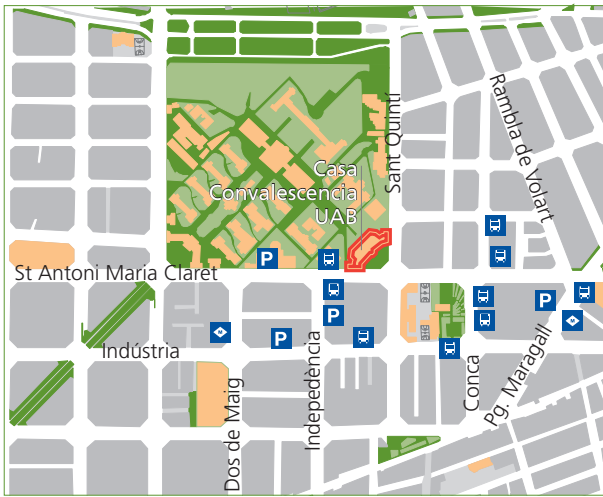 Rambla de Volart
Sant Quintí
Casa
Convalescencia
UAB
P
St Antoni Maria Claret
P
P
P
M
Indústria
Indepedència
Dos de Maig
Conca
Pg. Maragall